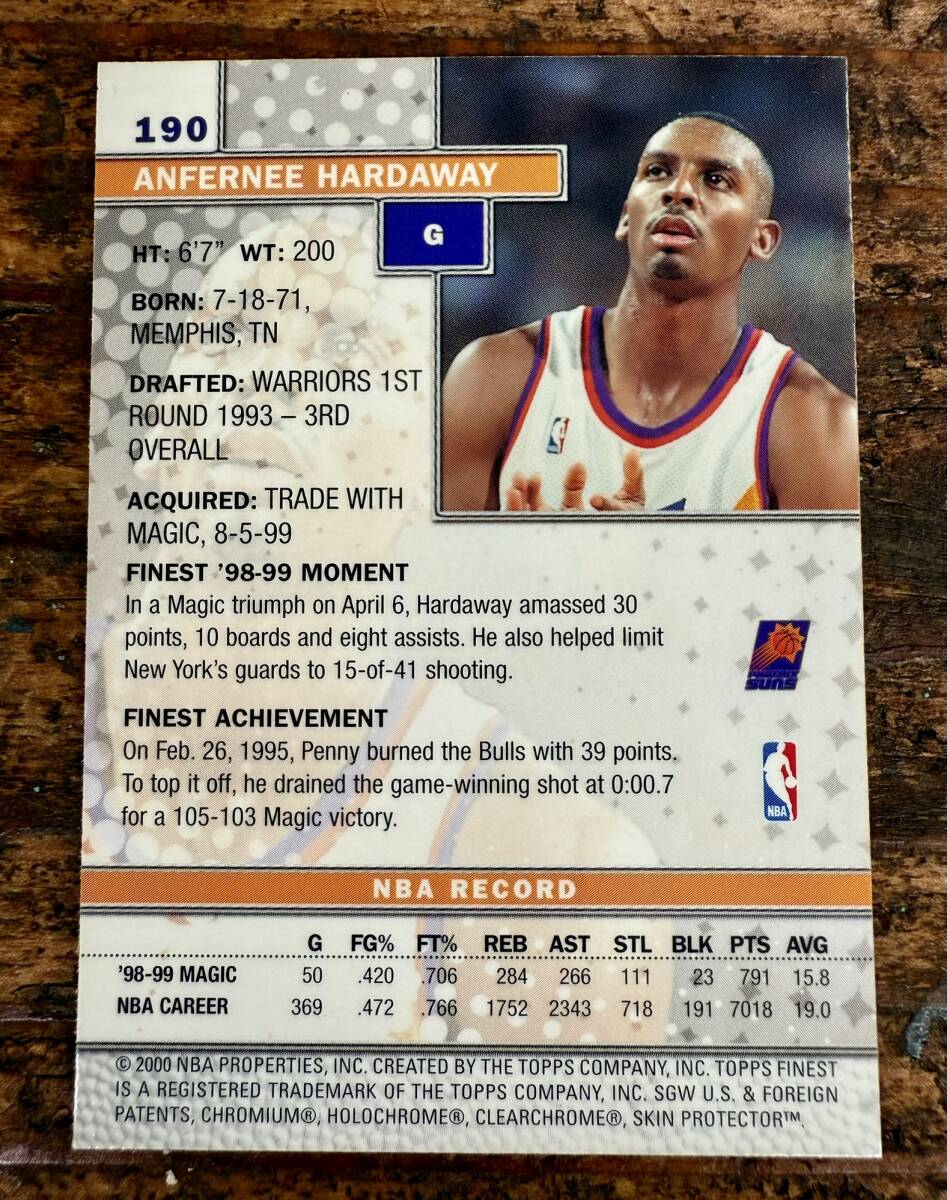 190
ANFERNEE HARDAWAY
G
HT: 6'7" WT: 200
BORN: 7-18-71,
MEMPHIS, TN
DRAFTED: WARRIORS 1ST
ROUND 1993 – 3RD
OVERALL
ACQUIRED: TRADE WITH
MAGIC, 8-5-99
FINEST '98-99 MOMENT
In a Magic triumph on April 6, Hardaway amassed 30
points, 10 boards and eight assists. He also helped limit
New York's guards to 15-of-41 shooting.
SUNS
FINEST ACHIEVEMENT
On Feb. 26, 1995, Penny burned the Bulls with 39 points.
To top it off, he drained the game-winning shot at 0:00.7
for a 105-103 Magic victory.
NBA
NBA RECORD
G FG% FT% REB AST STL BLK PTS AVG
'98-99 MAGIC 50 .420 .706 284 266 111 23 791 15.8
NBA CAREER 369 .472 .766 1752 2343 718 191 7018 19.0
© 2000 NBA PROPERTIES, INC. CREATED BY THE TOPPS COMPANY, INC. TOPPS FINEST
IS A REGISTERED TRADEMARK OF THE TOPPS COMPANY, INC. SGW U.S. & FOREIGN
PATENTS, CHROMIUM®, HOLOCHROME®, CLEARCHROME®, SKIN PROTECTOR™.